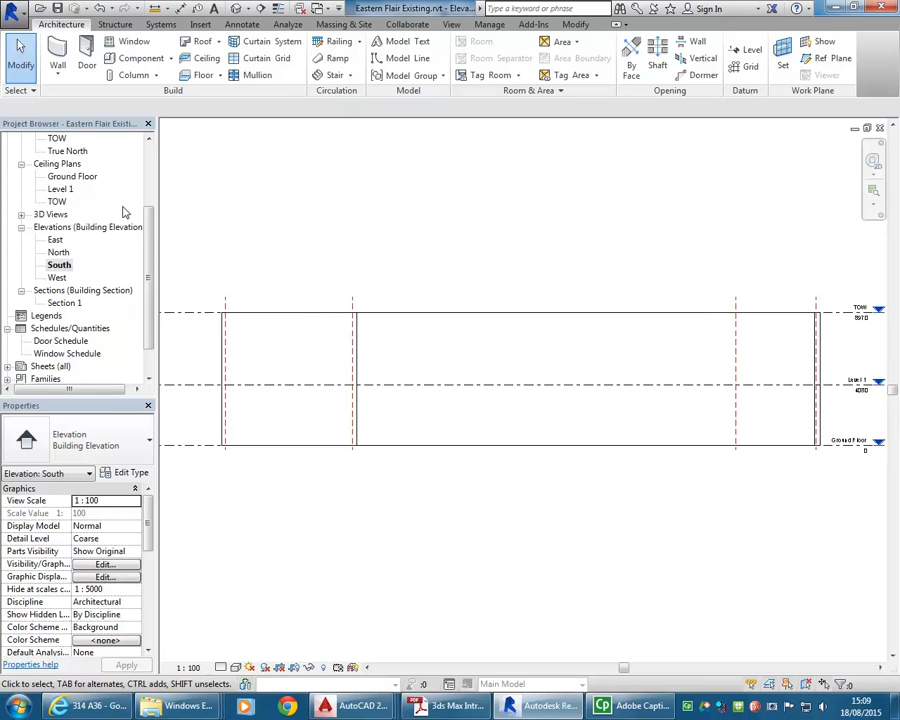 Eastern Flair Existing.rvt - Eleva...
Type a keyword or phrase
Sign In
Architecture Structure Systems Insert Annotate Analyze Massing & Site Collaborate View Manage Add-Ins Modify
Modify
Select
Wall
Door
Window
Component
Column
Roof
Ceiling
Floor
Curtain System
Curtain Grid
Mullion
Build
Railing
Ramp
Stair
Circulation
Model Text
Model Line
Model Group
Model
Room
Room Separator
Tag Room
Area
Area Boundary
Tag Area
Room & Area
By Face
Shaft
Wall
Vertical
Dormer
Opening
Level
Grid
Datum
Set
Show
Ref Plane
Viewer
Work Plane
Project Browser - Eastern Flair Existi...
TOW
True North
Ceiling Plans
Ground Floor
Level 1
TOW
3D Views
Elevations (Building Elevation
East
North
South
West
Sections (Building Section)
Section 1
Legends
Schedules/Quantities
Door Schedule
Window Schedule
Sheets (all)
Families
TOW
Level 1
Ground Floor
0
Properties
Elevation
Building Elevation
Elevation: South
Edit Type
Graphics
View Scale 1 : 100
Scale Value 1: 100
Display Model Normal
Detail Level Coarse
Parts Visibility Show Original
Visibility/Graph... Edit...
Graphic Displa... Edit...
Hide at scales c... 1 : 5000
Discipline Architectural
Show Hidden L... By Discipline
Color Scheme ... Background
Color Scheme <none>
Default Analysi... None
Properties help Apply
1 : 100
Click to select, TAB for alternates, CTRL adds, SHIFT unselects.
:0
Main Model
:0
314 A36 - Goo...
Windows E...
AutoCAD 2...
3ds Max Intr...
Autodesk Re...
Adobe Capti...
15:09
18/08/2015